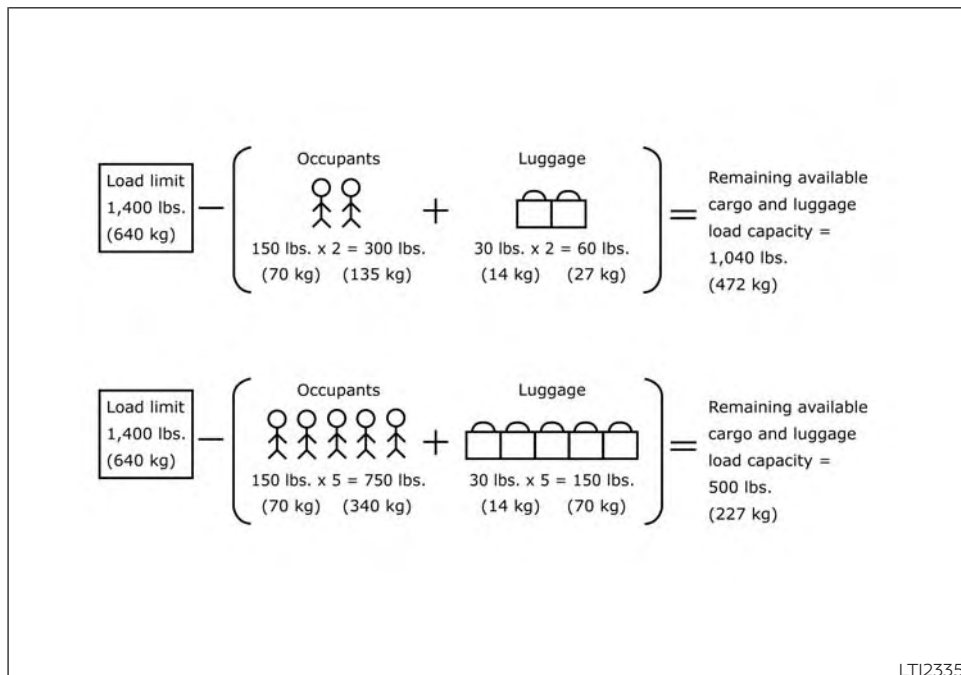 Occupants
Luggage
Load limit
1,400 lbs.
(640 kg)
—
+
=
150 lbs. x 2 = 300 lbs.
(70 kg) (135 kg)
30 lbs. x 2 = 60 lbs.
(14 kg) (27 kg)
Remaining available
cargo and luggage
load capacity =
1,040 lbs.
(472 kg)
Occupants
Luggage
Load limit
1,400 lbs.
(640 kg)
—
+
=
150 lbs. x 5 = 750 lbs.
(70 kg) (340 kg)
30 lbs. x 5 = 150 lbs.
(14 kg) (70 kg)
Remaining available
cargo and luggage
load capacity =
500 lbs.
(227 kg)
LTI2335